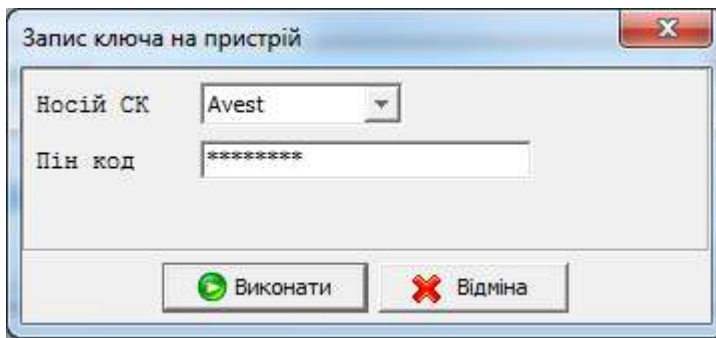 Запис ключа на пристрій
Носій СК Avest
Пін код ********
Виконати Відміна